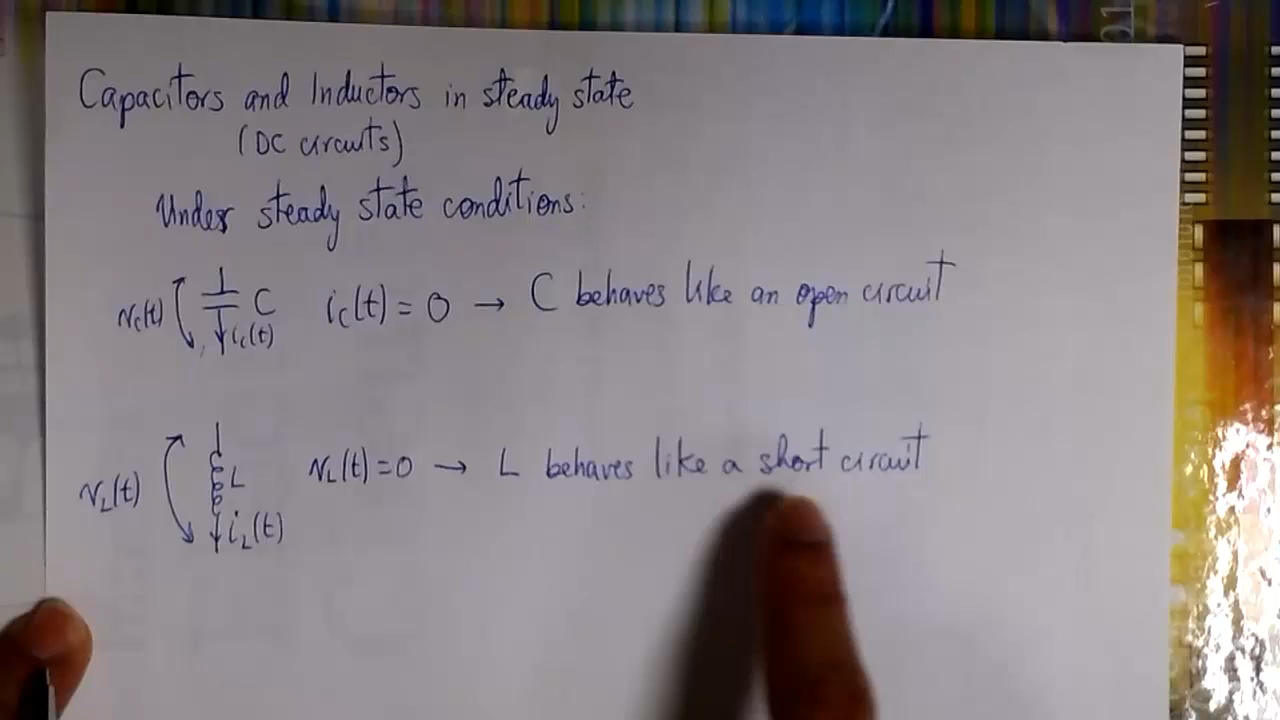 Capacitors and Inductors in steady state
(DC circuits)
Under steady state conditions:
vc(t) C ic(t) ic(t) = 0 → C behaves like an open circuit
vL(t) L iL(t) vL(t) = 0 → L behaves like a short circuit